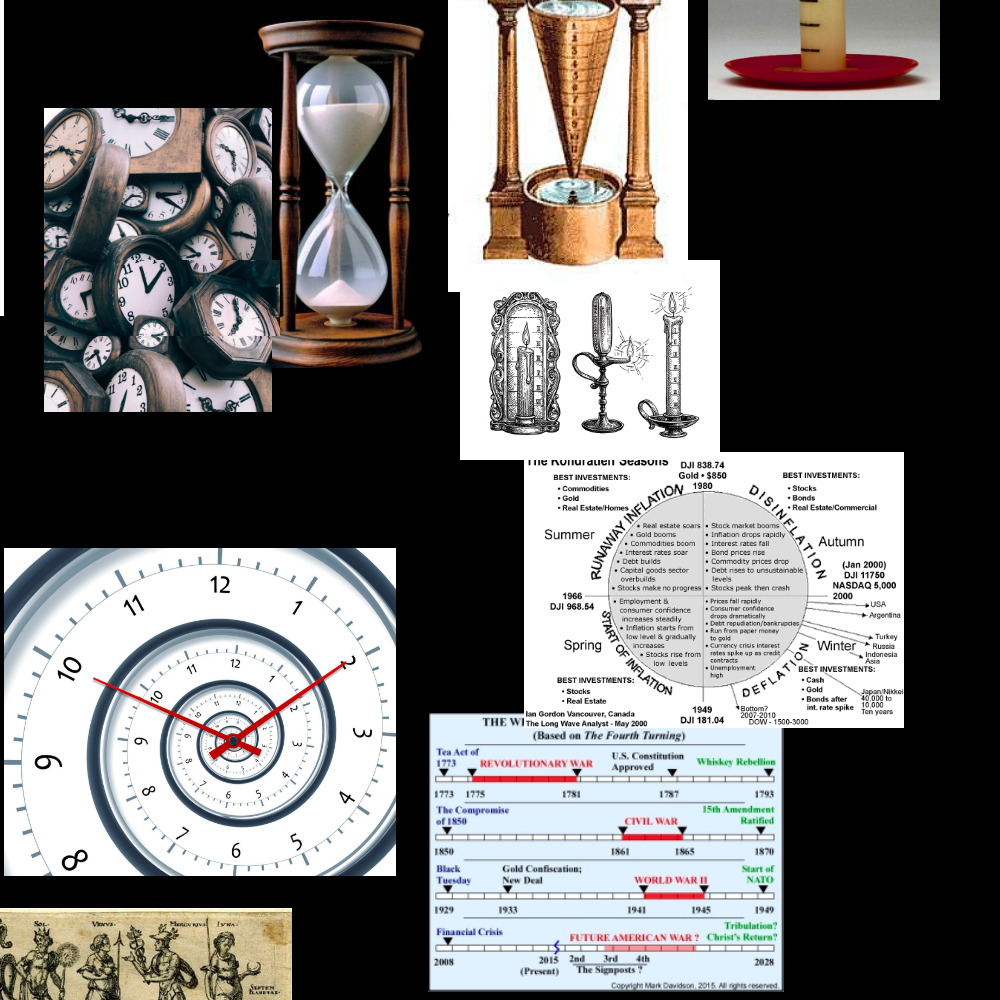 The Kondratieff Seasons
DJI 838.74
Gold • $850
1980
BEST INVESTMENTS:
• Commodities
• Gold
• Real Estate/Homes
BEST INVESTMENTS:
• Stocks
• Bonds
• Real Estate/Commercial
RUNAWAY INFLATION
DISINFLATION
Summer
Autumn
• Real estate soars
• Gold booms
• Commodities boom
• Interest rates soar
• Debt builds
• Capital goods sector
overbuilds
• Stocks make no progress
• Stock market booms
• Inflation drops rapidly
• Interest rates fall
• Bond prices rise
• Commodity prices drop
• Debt rises to unsustainable
levels
• Stocks peak then crash
(Jan 2000)
DJI 11750
NASDAQ 5,000
2000
1966
DJI 968.54
• Employment &
consumer confidence
increases steadily
• Inflation starts from
low level & gradually
increases
• Stocks rise from
low levels
• Prices fall rapidly
• Consumer confidence
drops dramatically
• Debt repudiation/bankrupcies
• Run from paper money
to gold
• Currency crisis interest
rates spike up as credit
contracts
• Unemployment
high
USA
Argentina
Turkey
Russia
Indonesia
Asia
Spring
Winter
START OF INFLATION
DEFLATION
BEST INVESTMENTS:
• Stocks
• Real Estate
BEST INVESTMENTS:
• Cash
• Gold
• Bonds after
int. rate spike
Japan/Nikkei
40,000 to
10,000
Ten years
1949
DJI 181.04
Bottom?
2007-2010
DOW - 1500-3000
Ian Gordon Vancouver, Canada
The Long Wave Analyst - May 2000
12
1
2
3
4
5
6
7
8
9
10
11
THE
(Based on The Fourth Turning)
Tea Act of
1773
REVOLUTIONARY WAR
U.S. Constitution
Approved
Whiskey Rebellion
1773 1775 1781 1787 1793
The Compromise
of 1850
CIVIL WAR
15th Amendment
Ratified
1850 1861 1865 1870
Black
Tuesday
Gold Confiscation;
New Deal
WORLD WAR II
Start of
NATO
1929 1933 1941 1945 1949
Financial Crisis
FUTURE AMERICAN WAR ?
Tribulation?
Christ's Return?
2008 2015 2nd 3rd 4th 2028
(Present) The Signposts ?
Copyright Mark Davidson, 2015. All rights reserved.
SOL. VENVS. MERCVRIVS LVNA.
SEPTEM
PLANETAE.